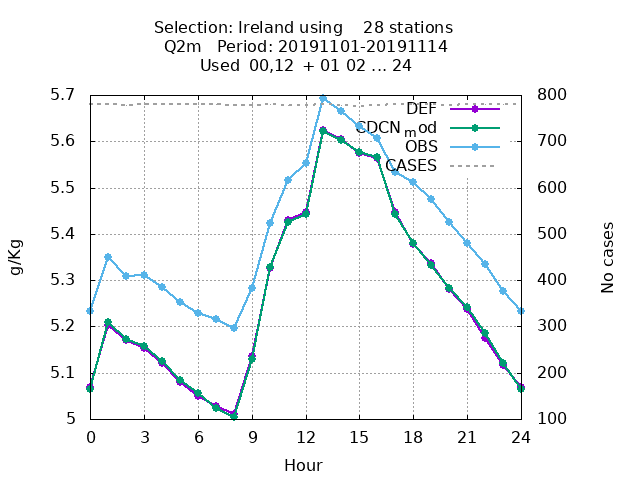 Selection: Ireland using 28 stations
Q2m Period: 20191101-20191114
Used 00,12 + 01 02 ... 24
5.7
5.6
5.5
5.4
5.3
5.2
5.1
5
800
700
600
500
400
300
200
100
DEF
CDCN mod
OBS
CASES
g/Kg
No cases
0 3 6 9 12 15 18 21 24
Hour